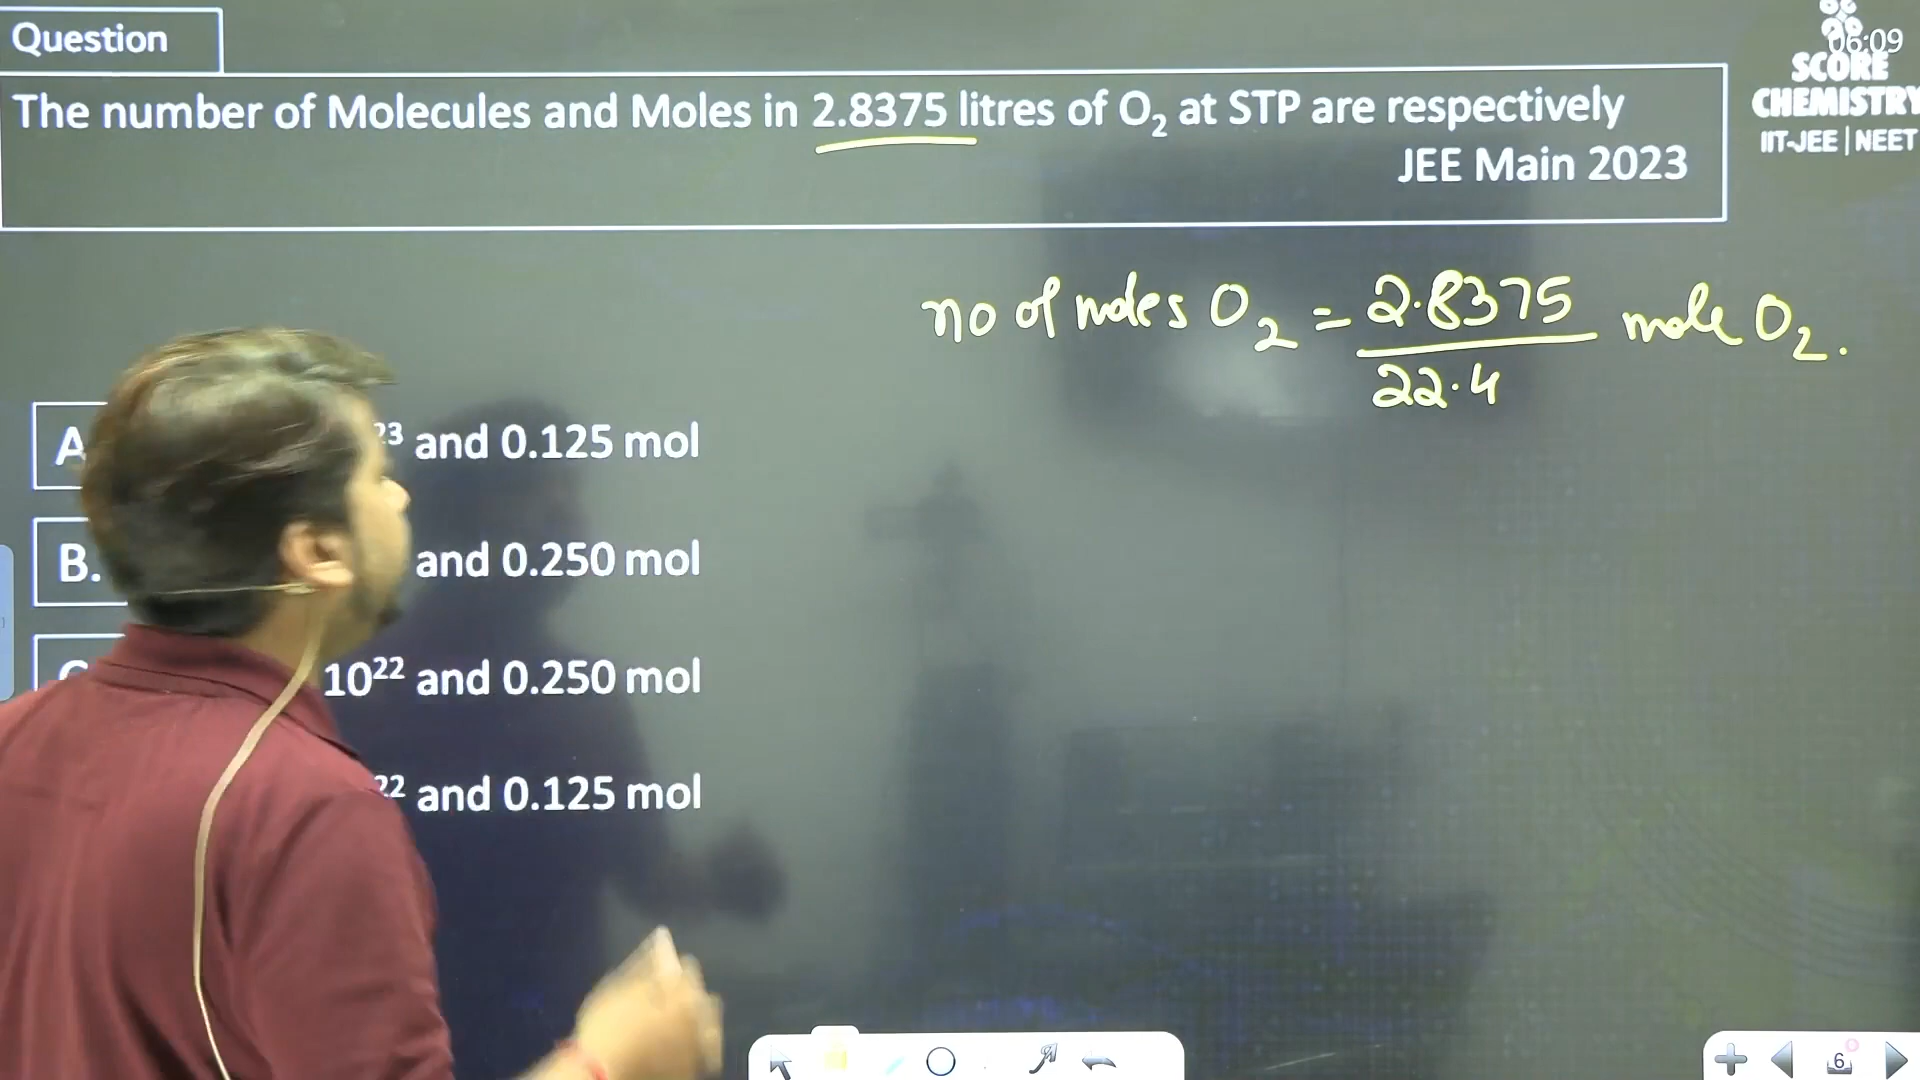 Question
06:09
SCORE
CHEMISTRY
IIT-JEE | NEET
The number of Molecules and Moles in 2.8375 litres of O₂ at STP are respectively
JEE Main 2023
no of moles O₂ = 2.8375 / 22.4 mole O₂.
A ²³ and 0.125 mol
B. and 0.250 mol
10²² and 0.250 mol
²² and 0.125 mol
6